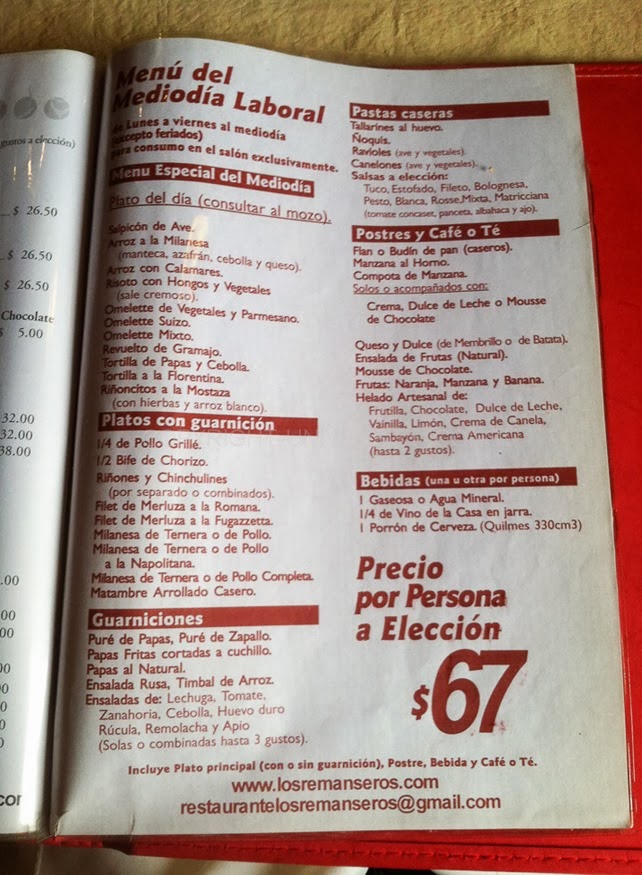 gustos a elección)
$ 26.50
$ 26.50
$ 26.50
Chocolate
$ 5.00
32.00
32.00
38.00
.00
00
00
Menú del
Mediodía Laboral
de Lunes a viernes al mediodía
(excepto feriados)
para consumo en el salón exclusivamente.
Menu Especial del Mediodía
Plato del día (consultar al mozo).
Salpicón de Ave.
Arroz a la Milanesa
(manteca, azafrán, cebolla y queso).
Arroz con Calamares.
Risoto con Hongos y Vegetales
(sale cremoso).
Omelette de Vegetales y Parmesano.
Omelette Suizo.
Omelette Mixto.
Revuelto de Gramajo.
Tortilla de Papas y Cebolla.
Tortilla a la Florentina.
Riñoncitos a la Mostaza
(con hierbas y arroz blanco).
Platos con guarnición
1/4 de Pollo Grillé.
1/2 Bife de Chorizo.
Riñones y Chinchulines
(por separado o combinados).
Filet de Merluza a la Romana.
Filet de Merluza a la Fugazzetta.
Milanesa de Ternera o de Pollo.
Milanesa de Ternera o de Pollo
a la Napolitana.
Milanesa de Ternera o de Pollo Completa.
Matambre Arrollado Casero.
Guarniciones
Puré de Papas, Puré de Zapallo.
Papas Fritas cortadas a cuchillo.
Papas al Natural.
Ensalada Rusa, Timbal de Arroz.
Ensaladas de: Lechuga, Tomate,
Zanahoria, Cebolla, Huevo duro
Rúcula, Remolacha y Apio
(Solas o combinadas hasta 3 gustos).
Pastas caseras
Tallarines al huevo.
Ñoquis.
Ravioles (ave y vegetales).
Canelones (ave y vegetales).
Salsas a elección:
Tuco, Estofado, Fileto, Bolognesa,
Pesto, Blanca, Rosse, Mixta, Matricciana
(tomate concaset, panceta, albahaca y ajo).
Postres y Café o Té
Flan o Budín de pan (caseros).
Manzana al Horno.
Compota de Manzana.
Solos o acompañados con:
Crema, Dulce de Leche o Mousse
de Chocolate
Queso y Dulce (de Membrillo o de Batata).
Ensalada de Frutas (Natural).
Mousse de Chocolate.
Frutas: Naranja, Manzana y Banana.
Helado Artesanal de:
Frutilla, Chocolate, Dulce de Leche,
Vainilla, Limón, Crema de Canela,
Sambayón, Crema Americana
(hasta 2 gustos).
Bebidas (una u otra por persona)
1 Gaseosa o Agua Mineral.
1/4 de Vino de la Casa en jarra.
1 Porrón de Cerveza. (Quilmes 330cm3)
Precio
por Persona
a Elección
$67
Incluye Plato principal (con o sin guarnición), Postre, Bebida y Café o Té.
www.losremanseros.com
restaurantelosremanseros@gmail.com